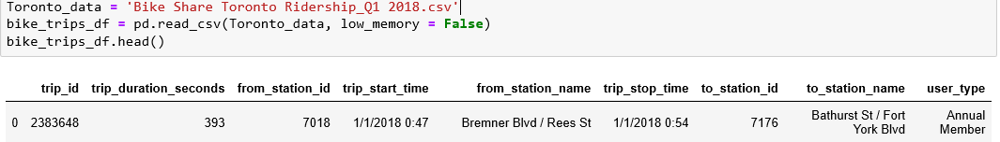 Toronto_data = 'Bike Share Toronto Ridership_Q1 2018.csv'
bike_trips_df = pd.read_csv(Toronto_data, low_memory = False)
bike_trips_df.head()
trip_id trip_duration_seconds from_station_id trip_start_time from_station_name trip_stop_time to_station_id to_station_name user_type
0 2383648 393 7018 1/1/2018 0:47 Bremner Blvd / Rees St 1/1/2018 0:54 7176 Bathurst St / Fort Annual
York Blvd Member